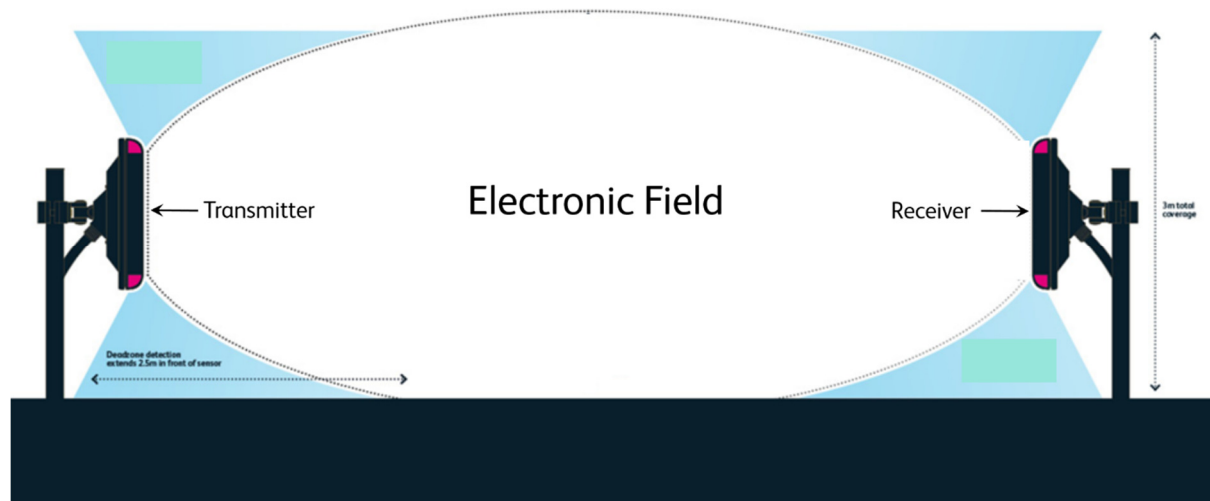 Electronic Field
Transmitter
Receiver
3m total
coverage
Deadzone detection
extends 2.5m in front of sensor